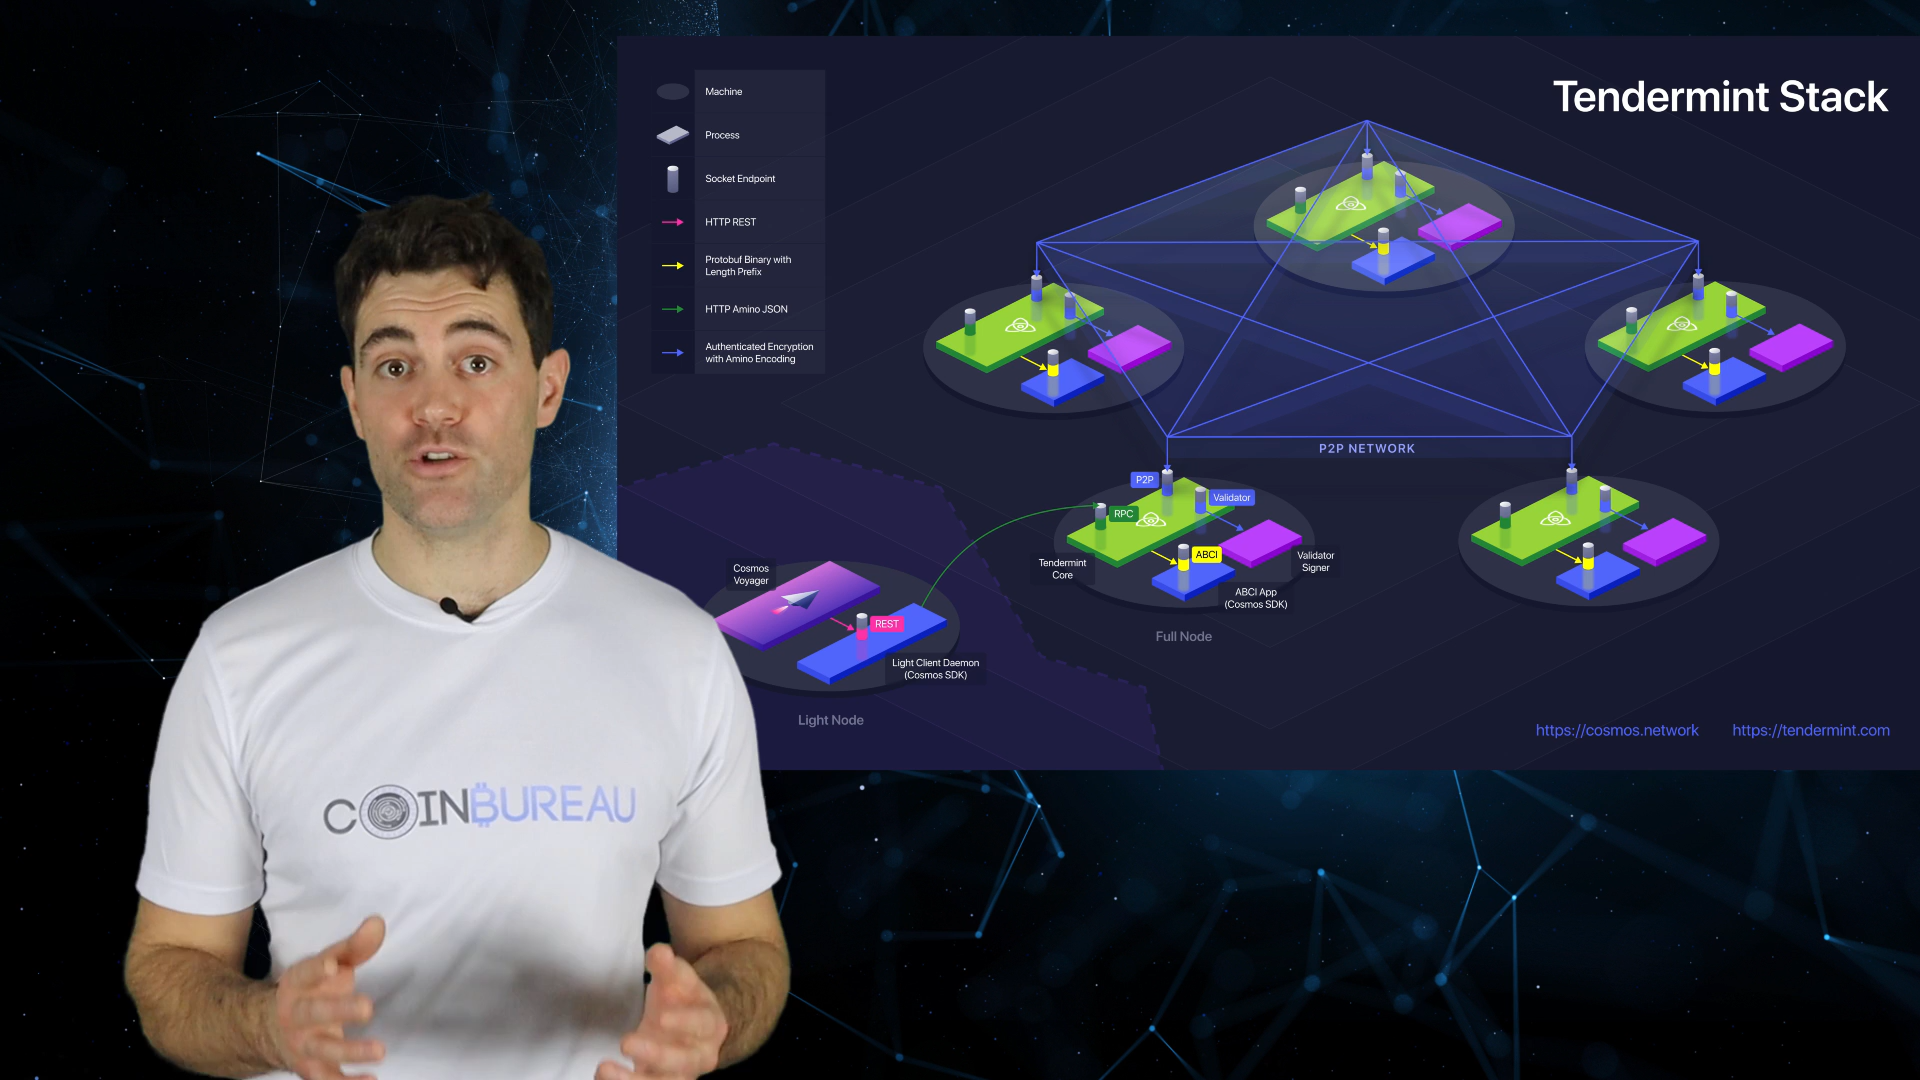 Tendermint Stack
Machine
Process
Socket Endpoint
HTTP REST
Protobuf Binary with
Length Prefix
HTTP Amino JSON
Authenticated Encryption
with Amino Encoding
P2P NETWORK
P2P
Validator
RPC
ABCI
Tendermint
Core
Validator
Signer
ABCI App
(Cosmos SDK)
Full Node
Cosmos
Voyager
REST
Light Client Daemon
(Cosmos SDK)
Light Node
https://cosmos.network
https://tendermint.com
COINBUREAU